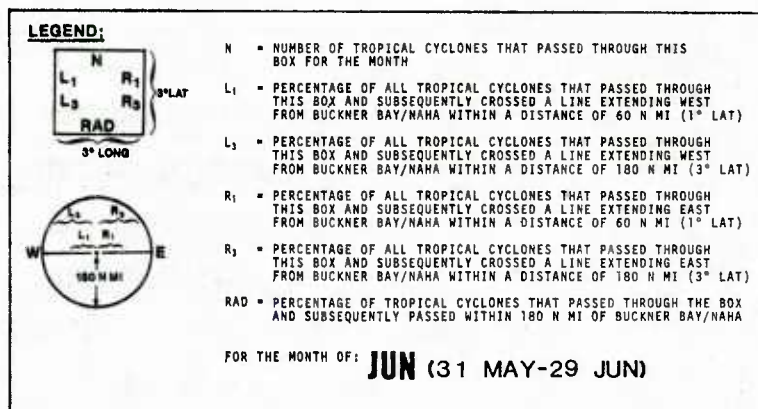 LEGEND:
N
L₁ R₁
L₃ R₃
RAD
3°LAT
3° LONG
L₃ R₃
L₁ R₁
W E
180 N MI
N = NUMBER OF TROPICAL CYCLONES THAT PASSED THROUGH THIS
BOX FOR THE MONTH
L₁ = PERCENTAGE OF ALL TROPICAL CYCLONES THAT PASSED THROUGH
THIS BOX AND SUBSEQUENTLY CROSSED A LINE EXTENDING WEST
FROM BUCKNER BAY/NAHA WITHIN A DISTANCE OF 60 N MI (1° LAT)
L₃ = PERCENTAGE OF ALL TROPICAL CYCLONES THAT PASSED THROUGH
THIS BOX AND SUBSEQUENTLY CROSSED A LINE EXTENDING WEST
FROM BUCKNER BAY/NAHA WITHIN A DISTANCE OF 180 N MI (3° LAT)
R₁ = PERCENTAGE OF ALL TROPICAL CYCLONES THAT PASSED THROUGH
THIS BOX AND SUBSEQUENTLY CROSSED A LINE EXTENDING EAST
FROM BUCKNER BAY/NAHA WITHIN A DISTANCE OF 60 N MI (1° LAT)
R₃ = PERCENTAGE OF ALL TROPICAL CYCLONES THAT PASSED THROUGH
THIS BOX AND SUBSEQUENTLY CROSSED A LINE EXTENDING EAST
FROM BUCKNER BAY/NAHA WITHIN A DISTANCE OF 180 N MI (3° LAT)
RAD = PERCENTAGE OF TROPICAL CYCLONES THAT PASSED THROUGH THE BOX
AND SUBSEQUENTLY PASSED WITHIN 180 N MI OF BUCKNER BAY/NAHA
FOR THE MONTH OF: JUN (31 MAY-29 JUN)